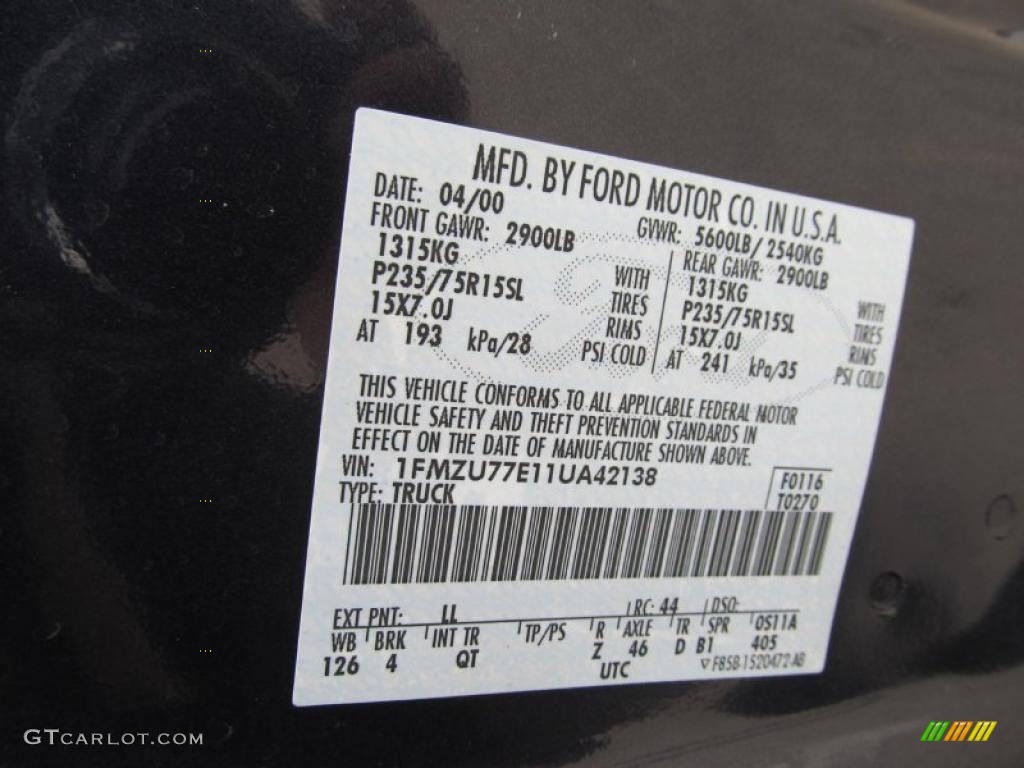 MFD. BY FORD MOTOR CO. IN U.S.A.
DATE: 04/00 GVWR: 5600LB/ 2540KG
FRONT GAWR: 2900LB REAR GAWR: 2900LB
1315KG WITH 1315KG WITH
P235/75R15SL TIRES P235/75R15SL TIRES
15X7.0J RIMS 15X7.0J RIMS
AT 193 kPa/28 PSI COLD AT 241 kPa/35 PSI COLD
THIS VEHICLE CONFORMS TO ALL APPLICABLE FEDERAL MOTOR
VEHICLE SAFETY AND THEFT PREVENTION STANDARDS IN
EFFECT ON THE DATE OF MANUFACTURE SHOWN ABOVE.
VIN: 1FMZU77E11UA42138 F0116
TYPE: TRUCK T0270
EXT PNT: LL RC: 44 DSO:
WB BRK INT TR TP/PS R AXLE TR SPR 0S11A
126 4 QT Z 46 D B1 405
UTC ▽F85B-1520472-AB
GTCARLOT.COM